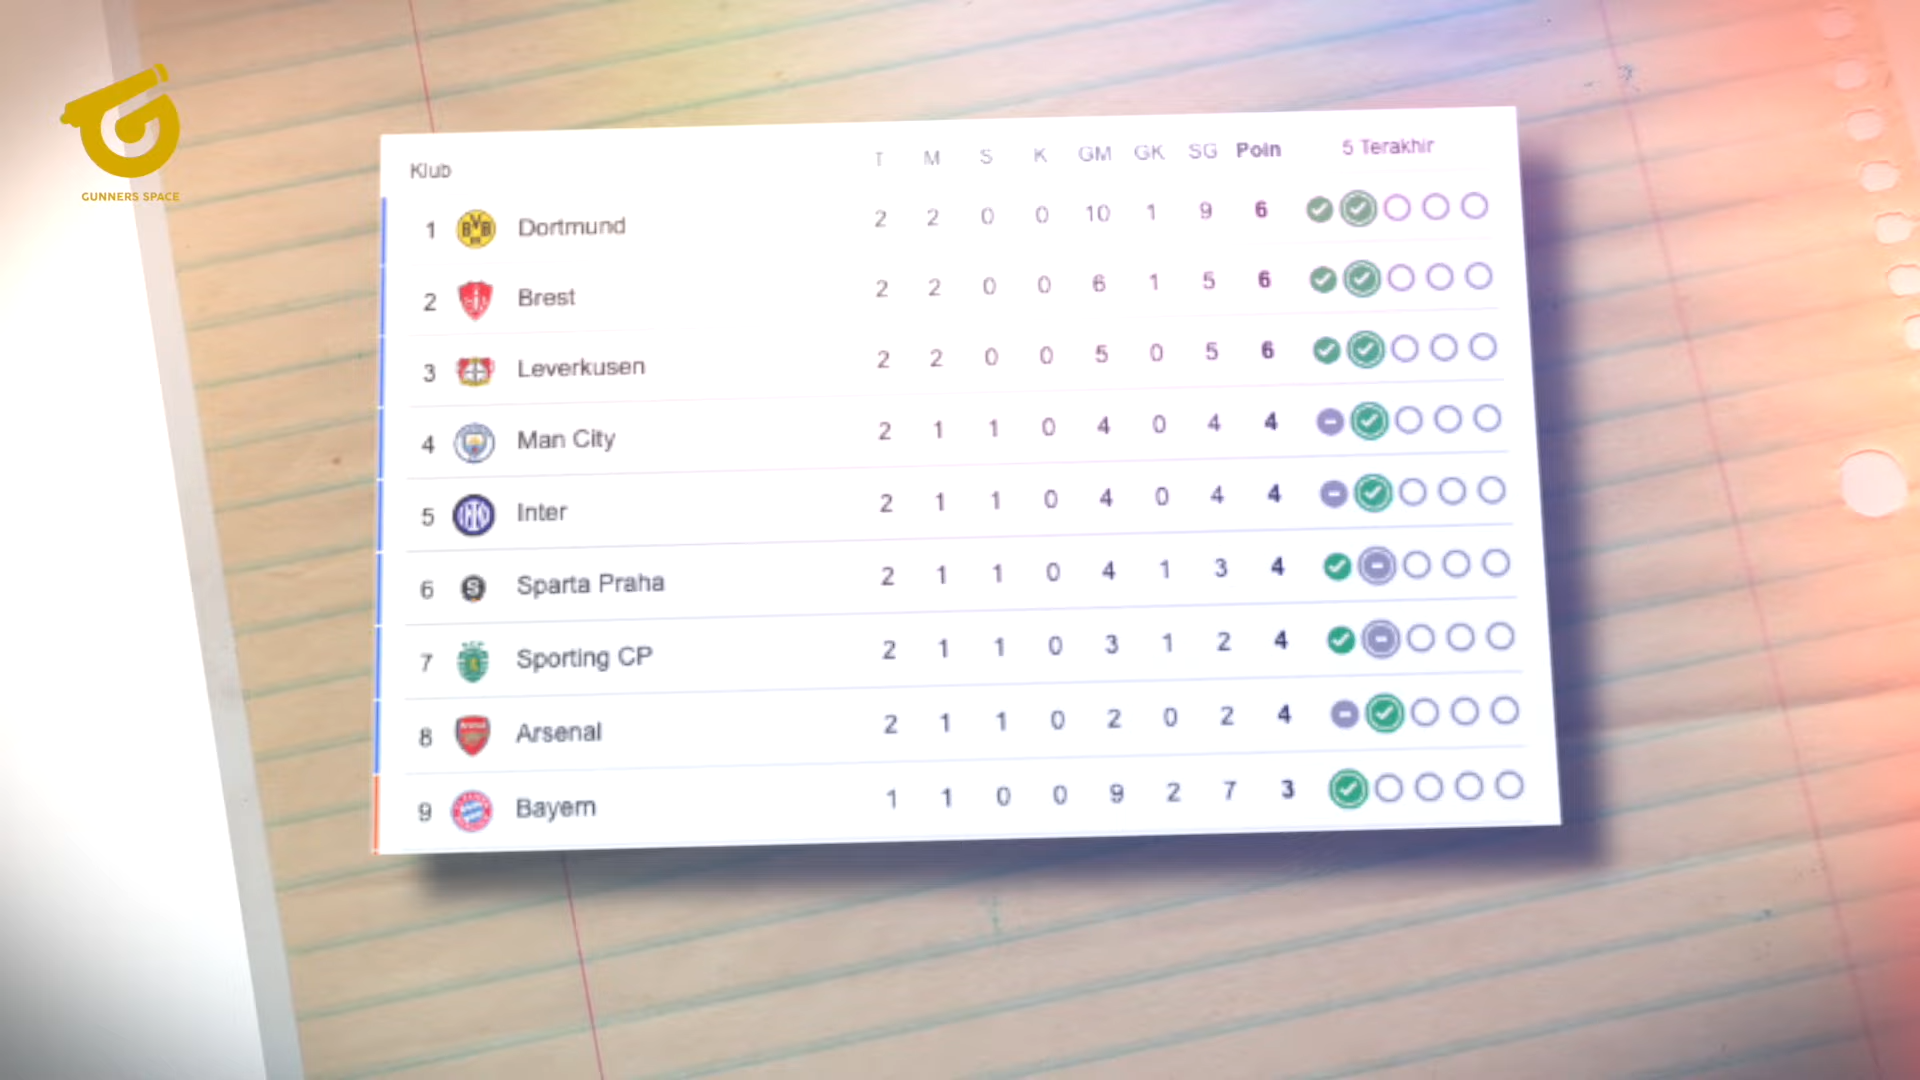 GUNNERS SPACE
Klub T M S K GM GK SG Poin 5 Terakhir
1 Dortmund 2 2 0 0 10 1 9 6
2 Brest 2 2 0 0 6 1 5 6
3 Leverkusen 2 2 0 0 5 0 5 6
4 Man City 2 1 1 0 4 0 4 4
5 Inter 2 1 1 0 4 0 4 4
6 Sparta Praha 2 1 1 0 4 1 3 4
7 Sporting CP 2 1 1 0 3 1 2 4
8 Arsenal 2 1 1 0 2 0 2 4
9 Bayern 1 1 0 0 9 2 7 3